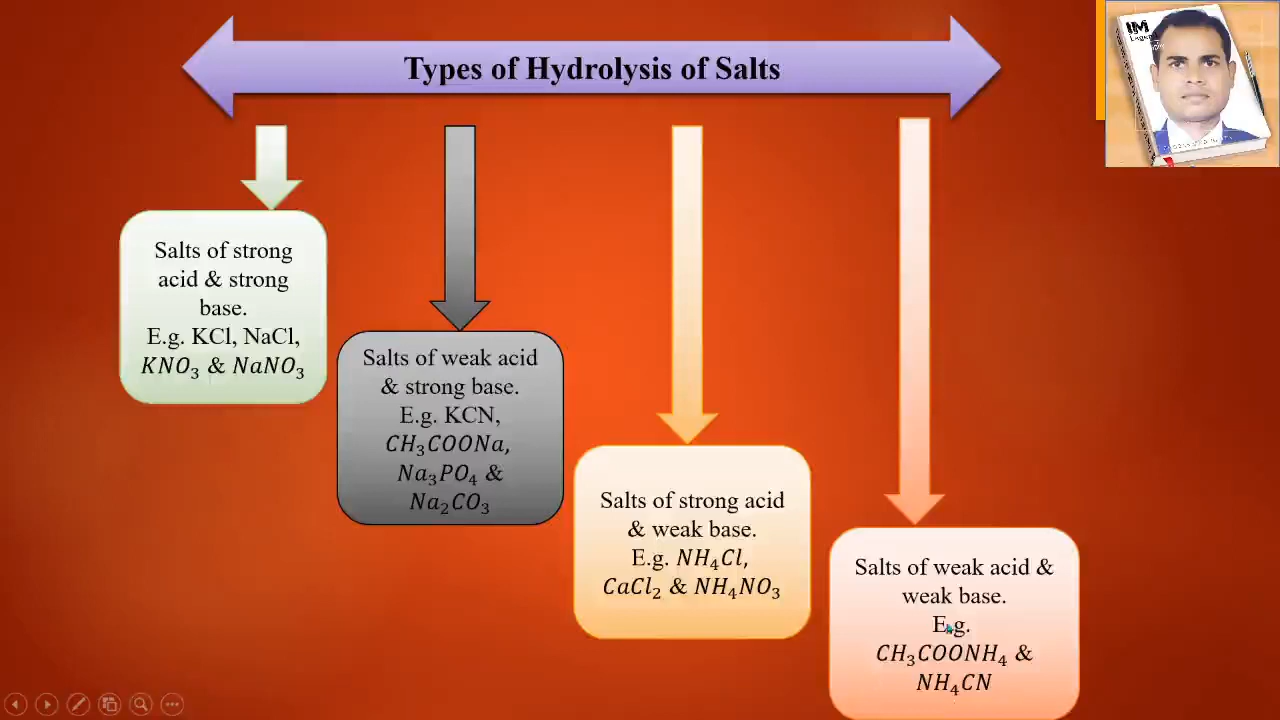 Types of Hydrolysis of Salts
Salts of strong
acid & strong
base.
E.g. KCl, NaCl,
KNO₃ & NaNO₃
Salts of weak acid
& strong base.
E.g. KCN,
CH₃COONa,
Na₃PO₄ &
Na₂CO₃
Salts of strong acid
& weak base.
E.g. NH₄Cl,
CaCl₂ & NH₄NO₃
Salts of weak acid &
weak base.
E.g.
CH₃COONH₄ &
NH₄CN